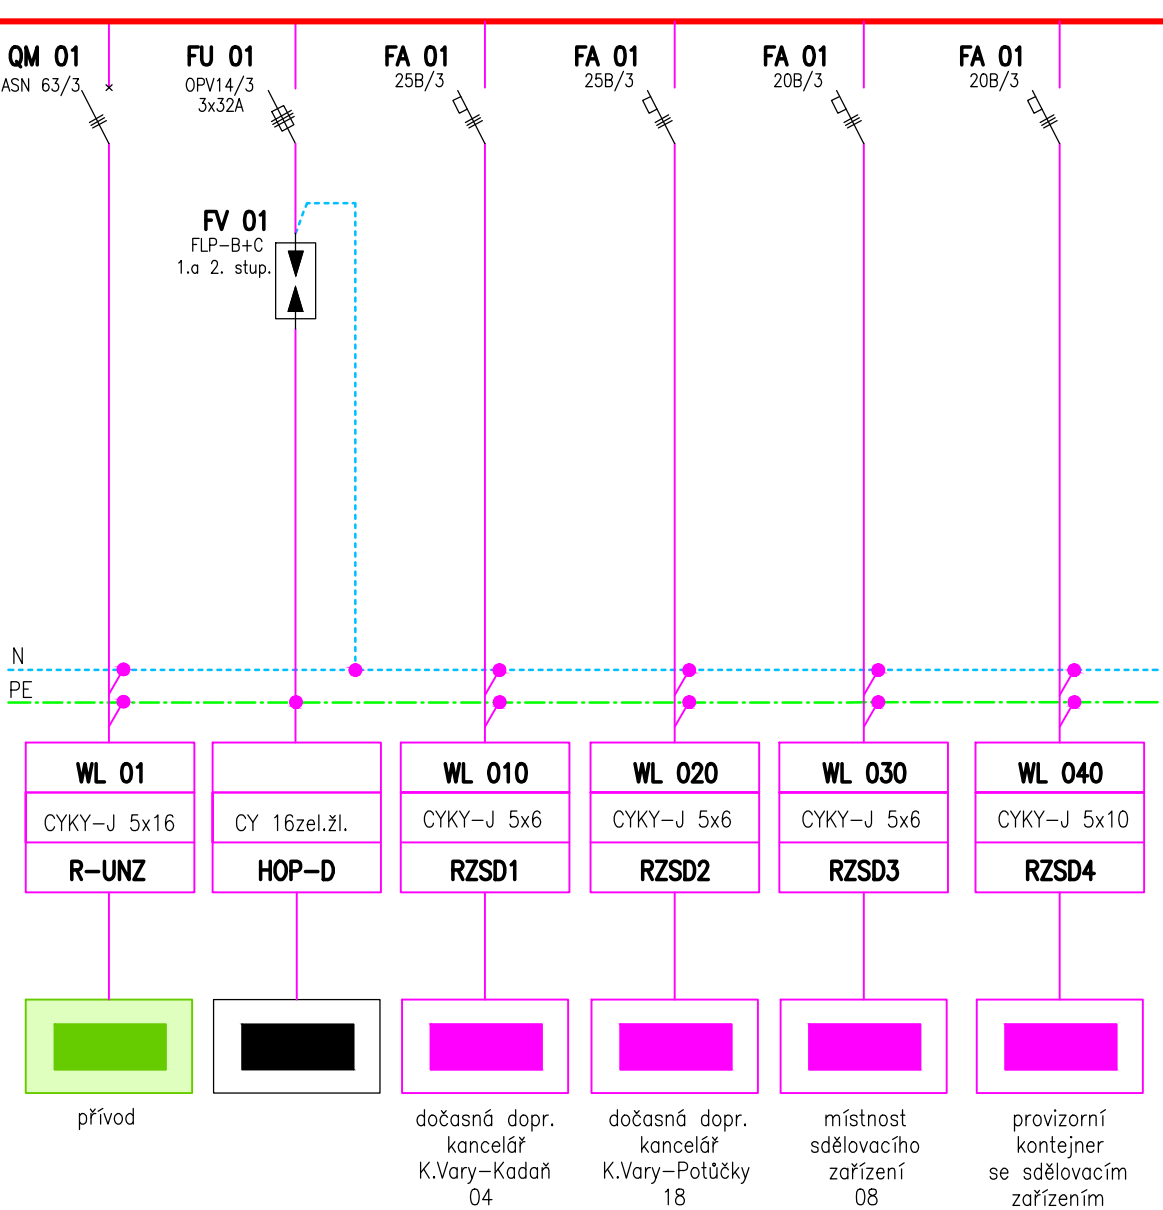 QM 01
ASN 63/3
FU 01
OPV14/3
3x32A
FA 01
25B/3
FA 01
25B/3
FA 01
20B/3
FA 01
20B/3
FV 01
FLP-B+C
1.a 2. stup.
N
PE
WL 01
CYKY-J 5x16
R-UNZ
CY 16zel.žl.
HOP-D
WL 010
CYKY-J 5x6
RZSD1
WL 020
CYKY-J 5x6
RZSD2
WL 030
CYKY-J 5x6
RZSD3
WL 040
CYKY-J 5x10
RZSD4
přívod
dočasná dopr.
kancelář
K.Vary-Kadaň
04
dočasná dopr.
kancelář
K.Vary-Potůčky
18
místnost
sdělovacího
zařízení
08
provizorní
kontejner
se sdělovacím
zařízením